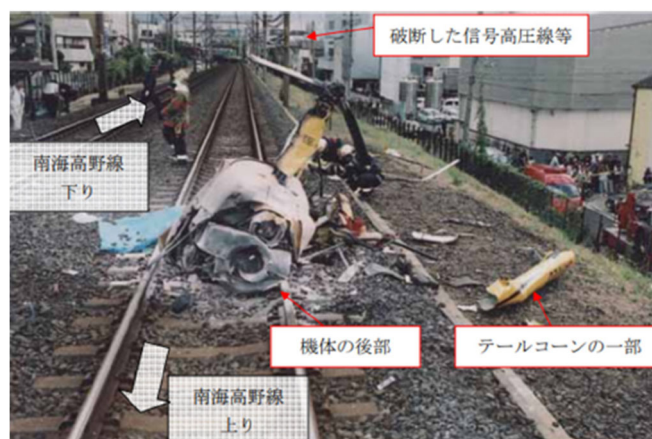 破断した信号高圧線等
南海高野線
下り
機体の後部
テールコーンの一部
南海高野線
上り